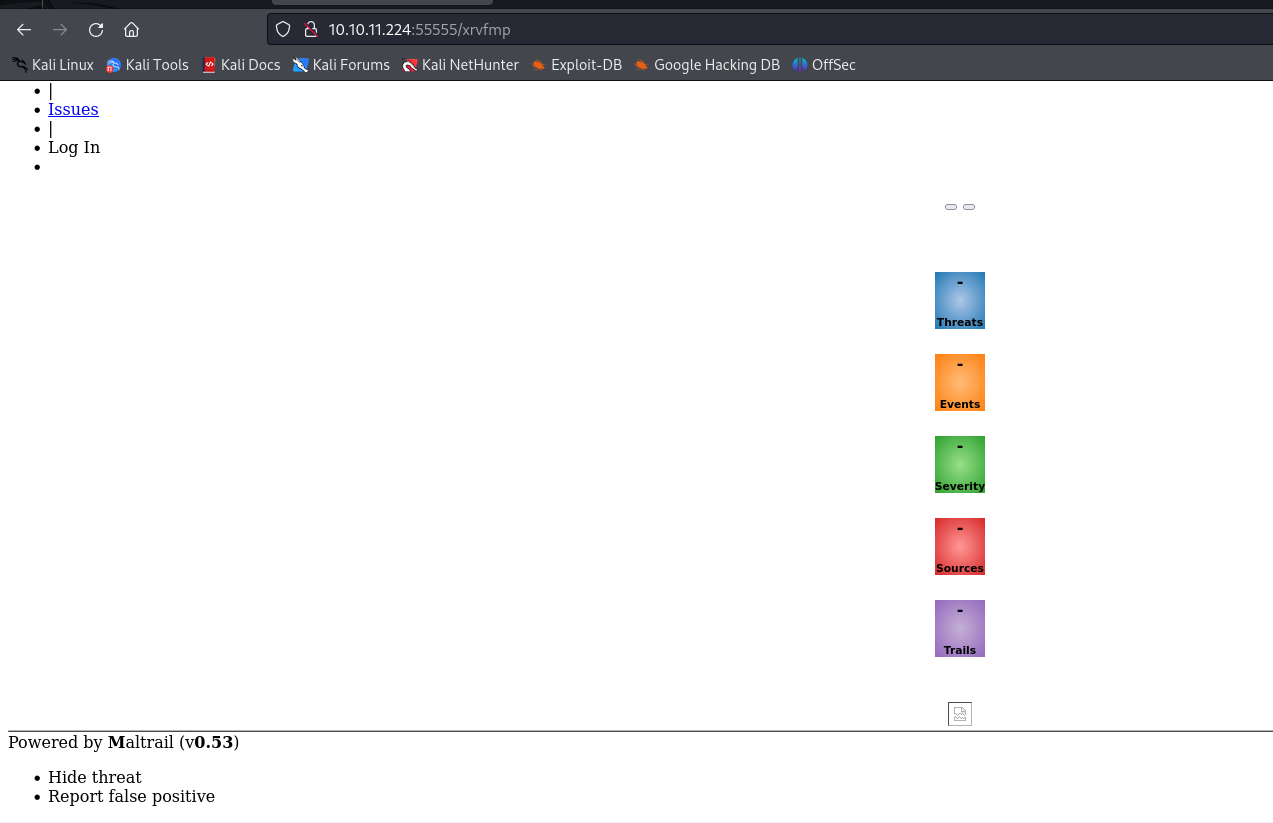 10.10.11.224:55555/xrvfmp
Kali Linux Kali Tools Kali Docs Kali Forums Kali NetHunter Exploit-DB Google Hacking DB OffSec
|
Issues
|
Log In
-
Threats
-
Events
-
Severity
-
Sources
-
Trails
Powered by Maltrail (v0.53)
Hide threat
Report false positive